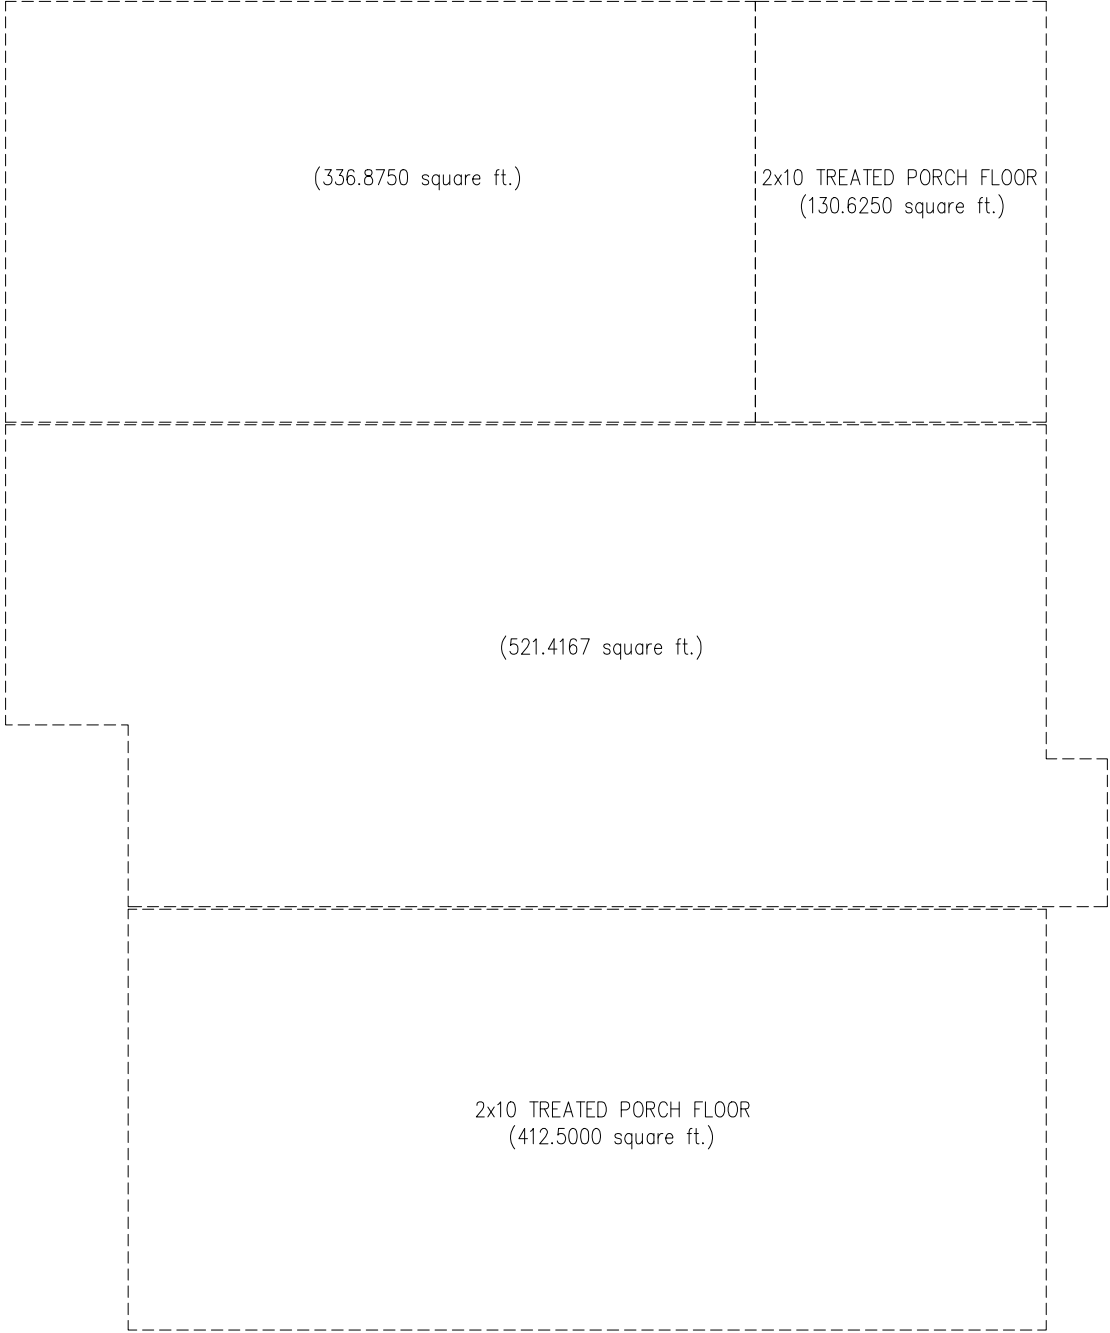 (336.8750 square ft.)
2x10 TREATED PORCH FLOOR
(130.6250 square ft.)
(521.4167 square ft.)
2x10 TREATED PORCH FLOOR
(412.5000 square ft.)